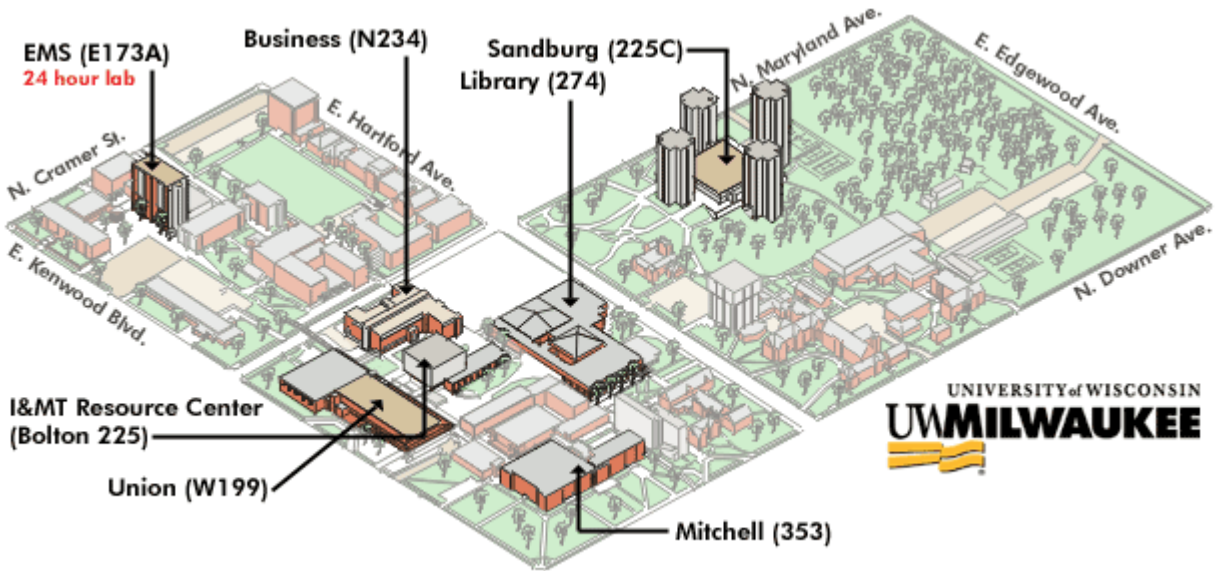 EMS (E173A)
24 hour lab
Business (N234)
Sandburg (225C)
Library (274)
N. Maryland Ave.
E. Edgewood Ave.
N. Cramer St.
E. Hartford Ave.
E. Kenwood Blvd.
N. Downer Ave.
I&MT Resource Center
(Bolton 225)
Union (W199)
Mitchell (353)
UNIVERSITY of WISCONSIN
UWMILWAUKEE